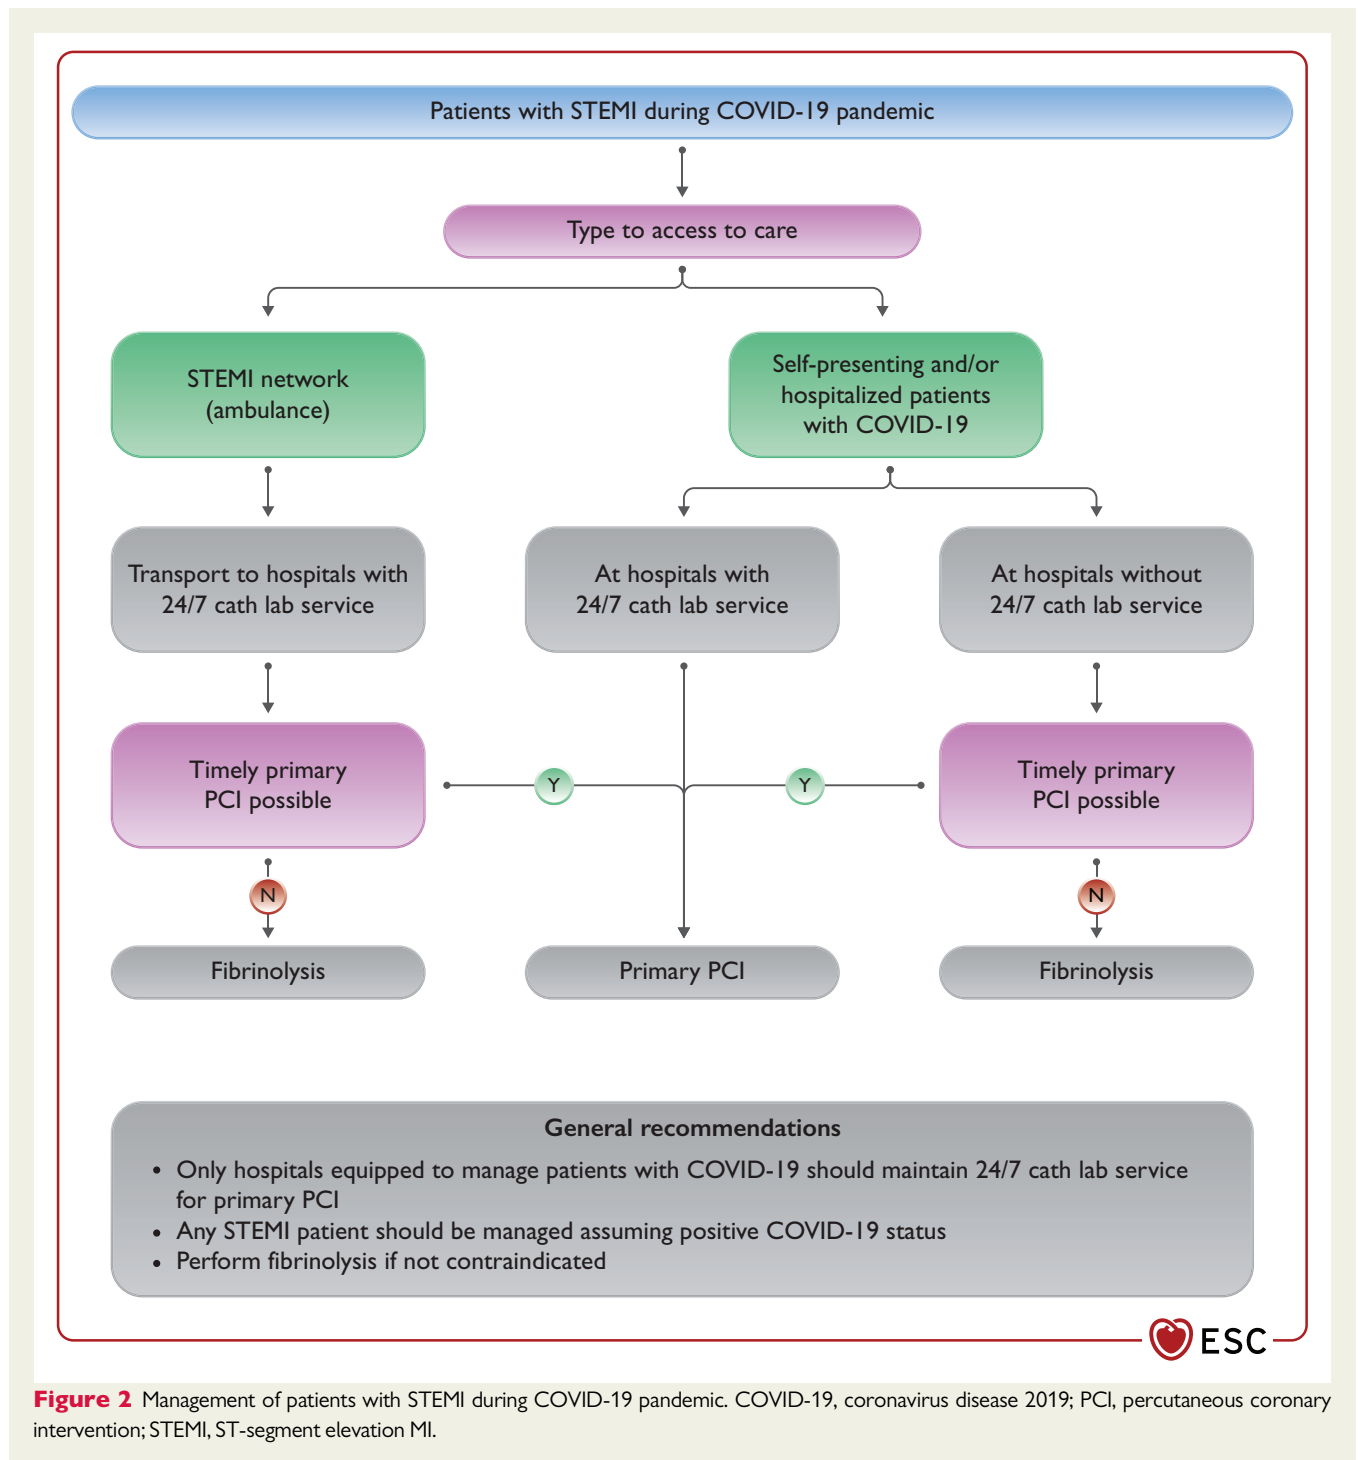 Patients with STEMI during COVID-19 pandemic
Type to access to care
STEMI network
(ambulance)
Self-presenting and/or
hospitalized patients
with COVID-19
Transport to hospitals with
24/7 cath lab service
At hospitals with
24/7 cath lab service
At hospitals without
24/7 cath lab service
Timely primary
PCI possible
Y
Y
Timely primary
PCI possible
N
N
Fibrinolysis
Primary PCI
Fibrinolysis
General recommendations
• Only hospitals equipped to manage patients with COVID-19 should maintain 24/7 cath lab service
for primary PCI
• Any STEMI patient should be managed assuming positive COVID-19 status
• Perform fibrinolysis if not contraindicated
ESC
Figure 2 Management of patients with STEMI during COVID-19 pandemic. COVID-19, coronavirus disease 2019; PCI, percutaneous coronary
intervention; STEMI, ST-segment elevation MI.